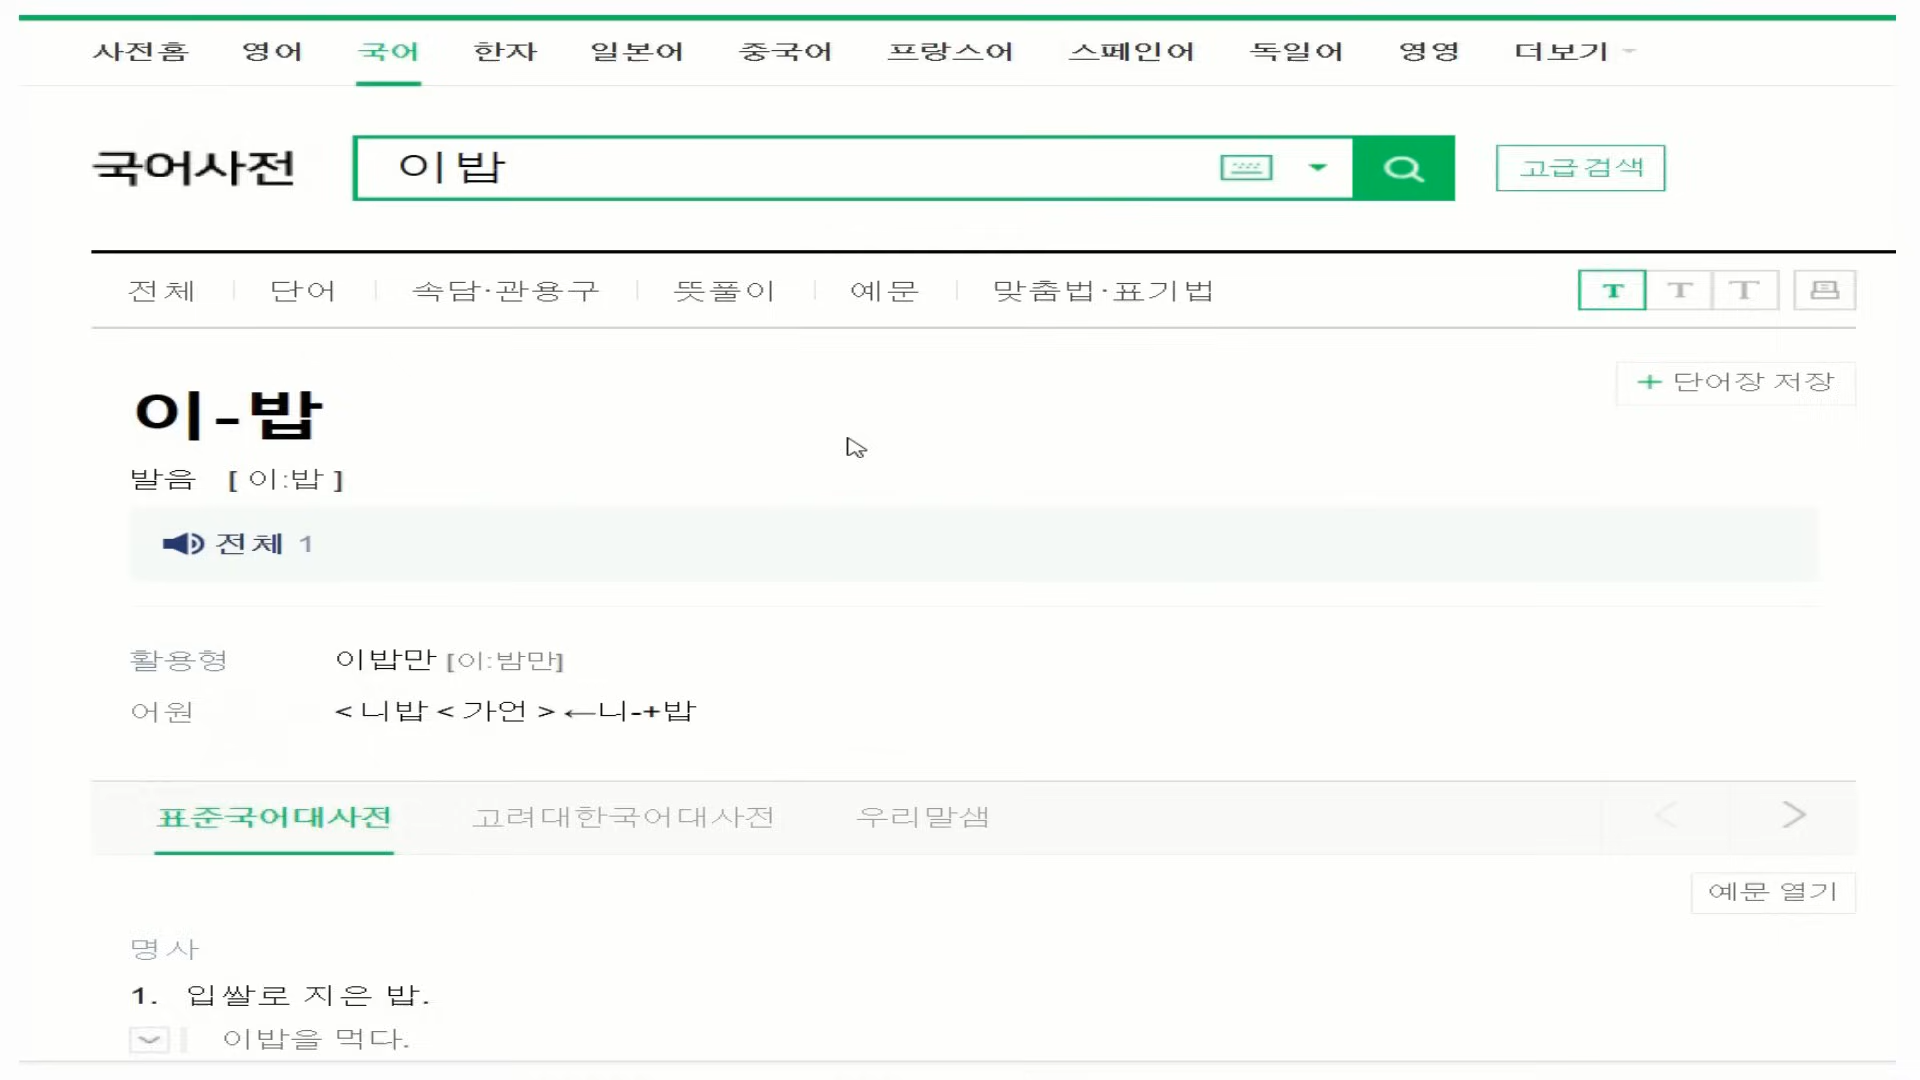 사전홈 영어 국어 한자 일본어 중국어 프랑스어 스페인어 독일어 영영 더보기
국어사전 이밥 고급검색
전체 단어 속담·관용구 뜻풀이 예문 맞춤법·표기법 T T T
이-밥
+ 단어장 저장
발음 [ 이:밥 ]
전체 1
활용형 이밥만 [이:밤만]
어원 <니밥<가언>←니-+밥
표준국어대사전 고려대한국어대사전 우리말샘 < >
예문 열기
명사
1. 입쌀로 지은 밥.
이밥을 먹다.